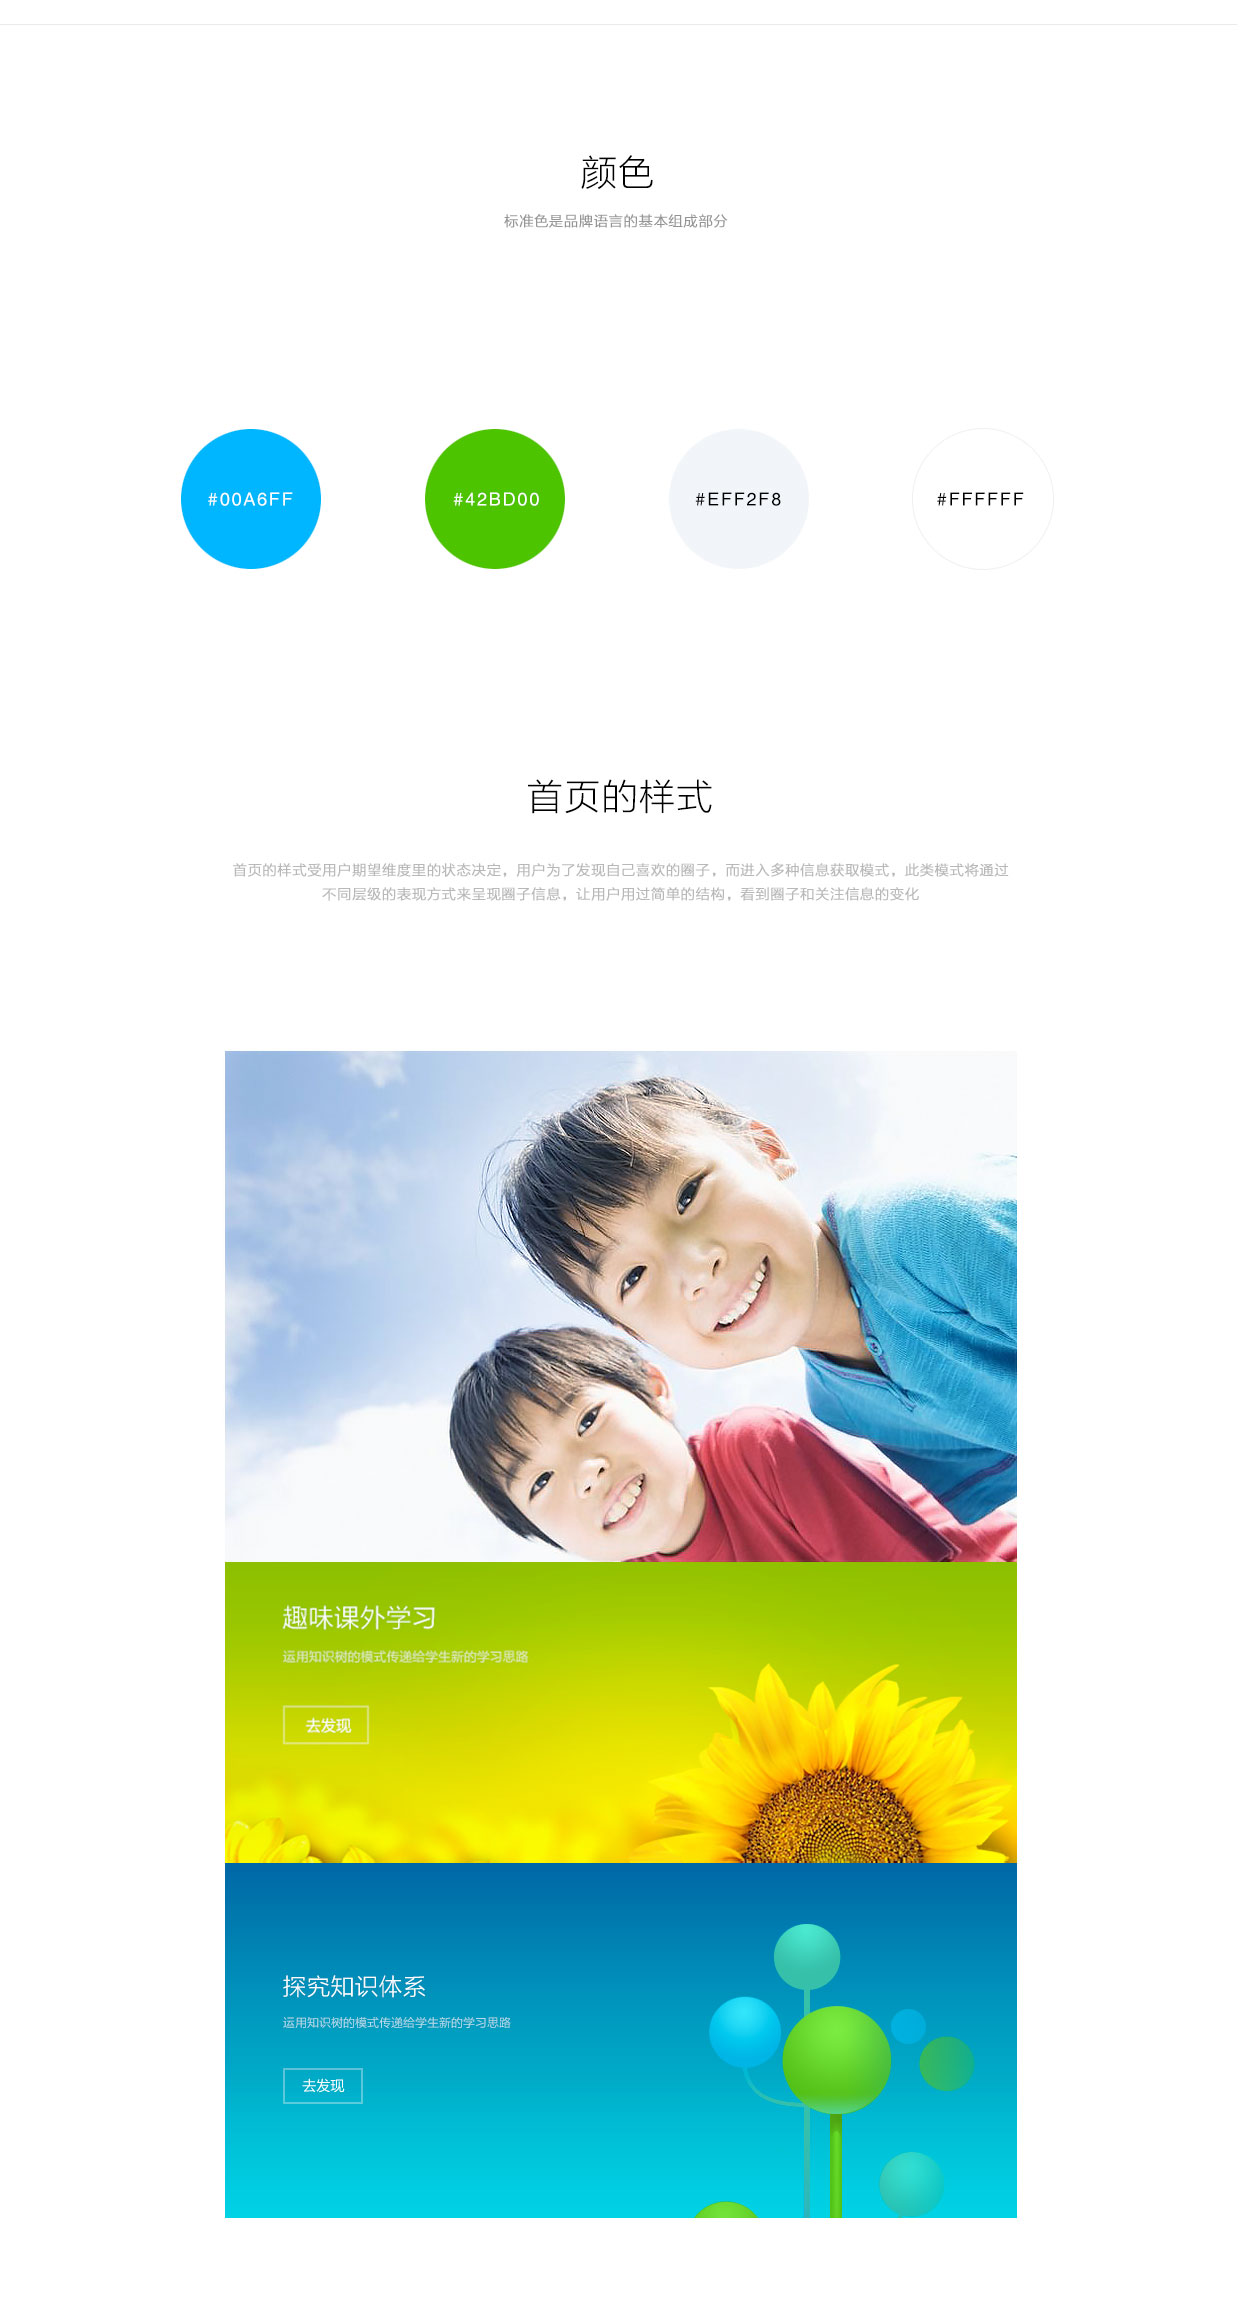 颜色
标准色是品牌语言的基本组成部分
#00A6FF
#42BD00
#EFF2F8
#FFFFFF
首页的样式
首页的样式受用户期望维度里的状态决定，用户为了发现自己喜欢的圈子，而进入多种信息获取模式，此类模式将通过
不同层级的表现方式来呈现圈子信息，让用户用过简单的结构，看到圈子和关注信息的变化
趣味课外学习
运用知识树的模式传递给学生新的学习思路
去发现
探究知识体系
运用知识树的模式传递给学生新的学习思路
去发现